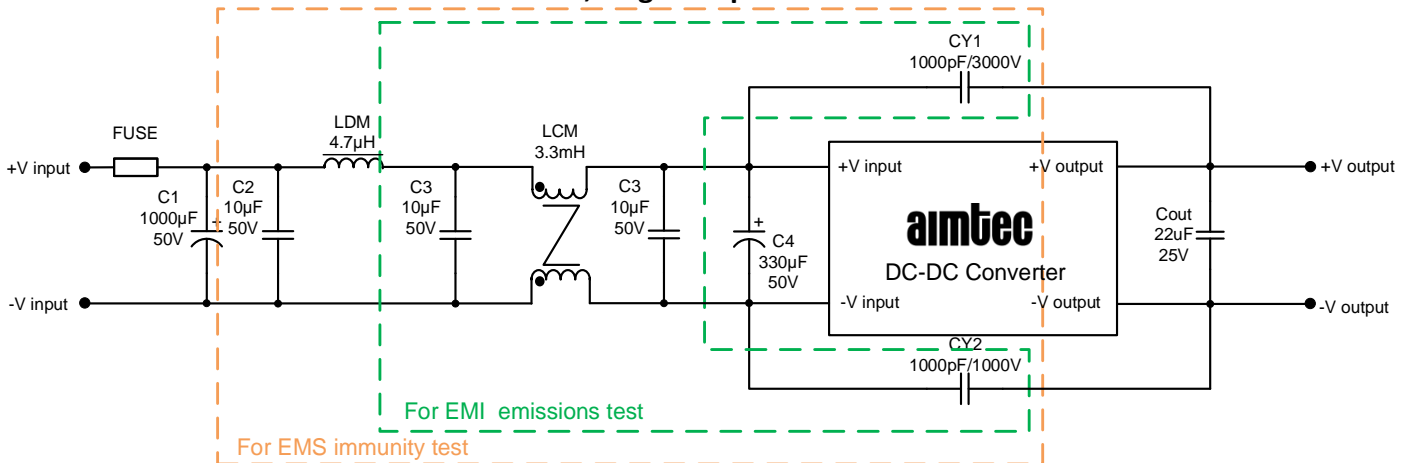 CY1
1000pF/3000V
FUSE
LDM
4.7µH
LCM
3.3mH
+V input
C1
1000µF
50V
+
C2
10µF
50V
C3
10µF
50V
C3
10µF
50V
+
C4
330µF
50V
+V input
+V output
aimtec
DC-DC Converter
-V input
-V output
Cout
22uF
25V
+V output
-V input
-V output
CY2
1000pF/1000V
For EMI emissions test
For EMS immunity test